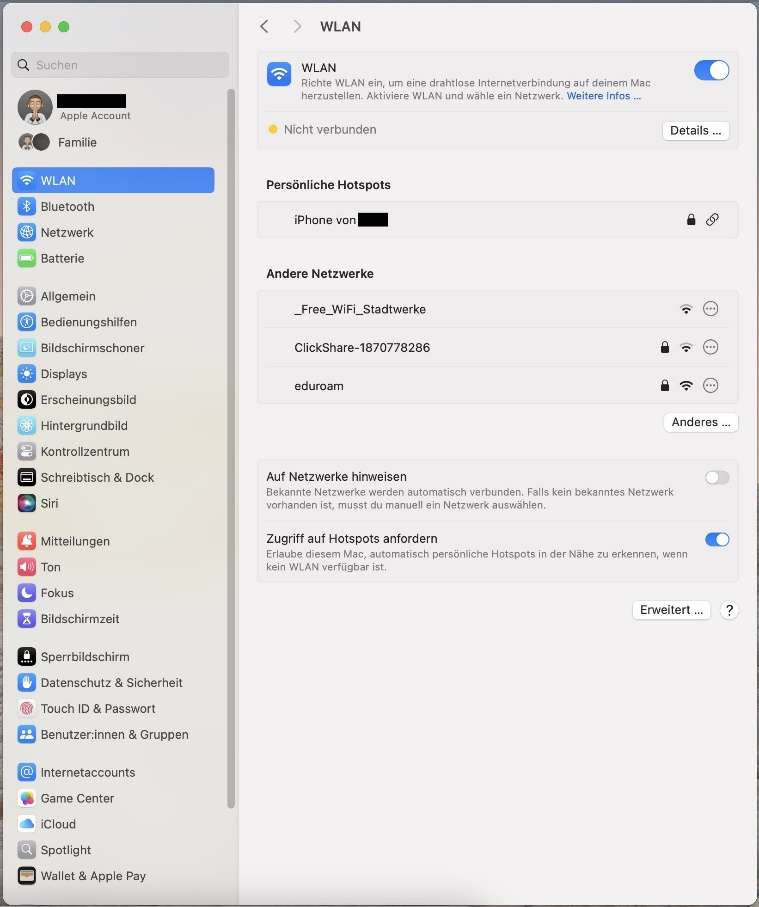 WLAN
Suchen
Apple Account
Familie
WLAN
Bluetooth
Netzwerk
Batterie
Allgemein
Bedienungshilfen
Bildschirmschoner
Displays
Erscheinungsbild
Hintergrundbild
Kontrollzentrum
Schreibtisch & Dock
Siri
Mitteilungen
Ton
Fokus
Bildschirmzeit
Sperrbildschirm
Datenschutz & Sicherheit
Touch ID & Passwort
Benutzer:innen & Gruppen
Internetaccounts
Game Center
iCloud
Spotlight
Wallet & Apple Pay
WLAN
Richte WLAN ein, um eine drahtlose Internetverbindung auf deinem Mac
herzustellen. Aktiviere WLAN und wähle ein Netzwerk. Weitere Infos ...
Nicht verbunden
Details ...
Persönliche Hotspots
iPhone von
Andere Netzwerke
_Free_WiFi_Stadtwerke
ClickShare-1870778286
eduroam
Anderes ...
Auf Netzwerke hinweisen
Bekannte Netzwerke werden automatisch verbunden. Falls kein bekanntes Netzwerk
vorhanden ist, musst du manuell ein Netzwerk auswählen.
Zugriff auf Hotspots anfordern
Erlaube diesem Mac, automatisch persönliche Hotspots in der Nähe zu erkennen, wenn
kein WLAN verfügbar ist.
Erweitert ... ?